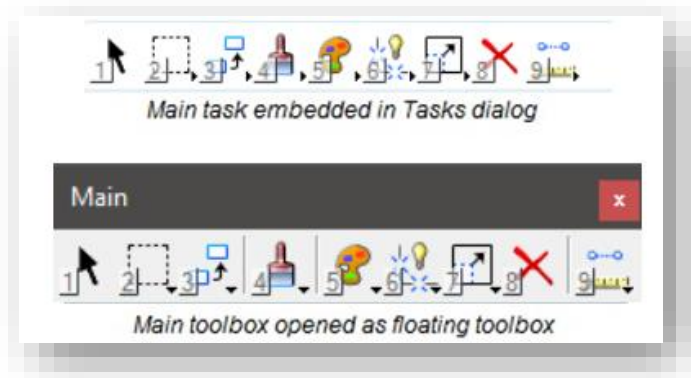 1 2 3 4 5 6 7 8 9
Main task embedded in Tasks dialog
Main x
1 2 3 4 5 6 7 8 9
Main toolbox opened as floating toolbox